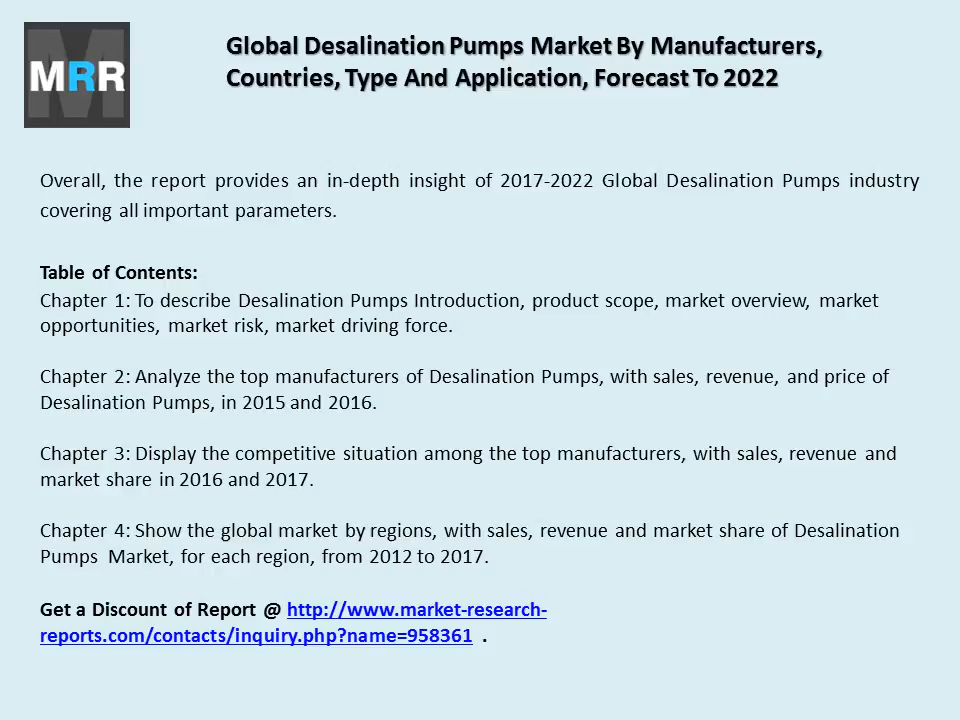 MRR
Global Desalination Pumps Market By Manufacturers,
Countries, Type And Application, Forecast To 2022
Overall, the report provides an in-depth insight of 2017-2022 Global Desalination Pumps industry
covering all important parameters.
Table of Contents:
Chapter 1: To describe Desalination Pumps Introduction, product scope, market overview, market
opportunities, market risk, market driving force.
Chapter 2: Analyze the top manufacturers of Desalination Pumps, with sales, revenue, and price of
Desalination Pumps, in 2015 and 2016.
Chapter 3: Display the competitive situation among the top manufacturers, with sales, revenue and
market share in 2016 and 2017.
Chapter 4: Show the global market by regions, with sales, revenue and market share of Desalination
Pumps Market, for each region, from 2012 to 2017.
Get a Discount of Report @ http://www.market-research-
reports.com/contacts/inquiry.php?name=958361 .